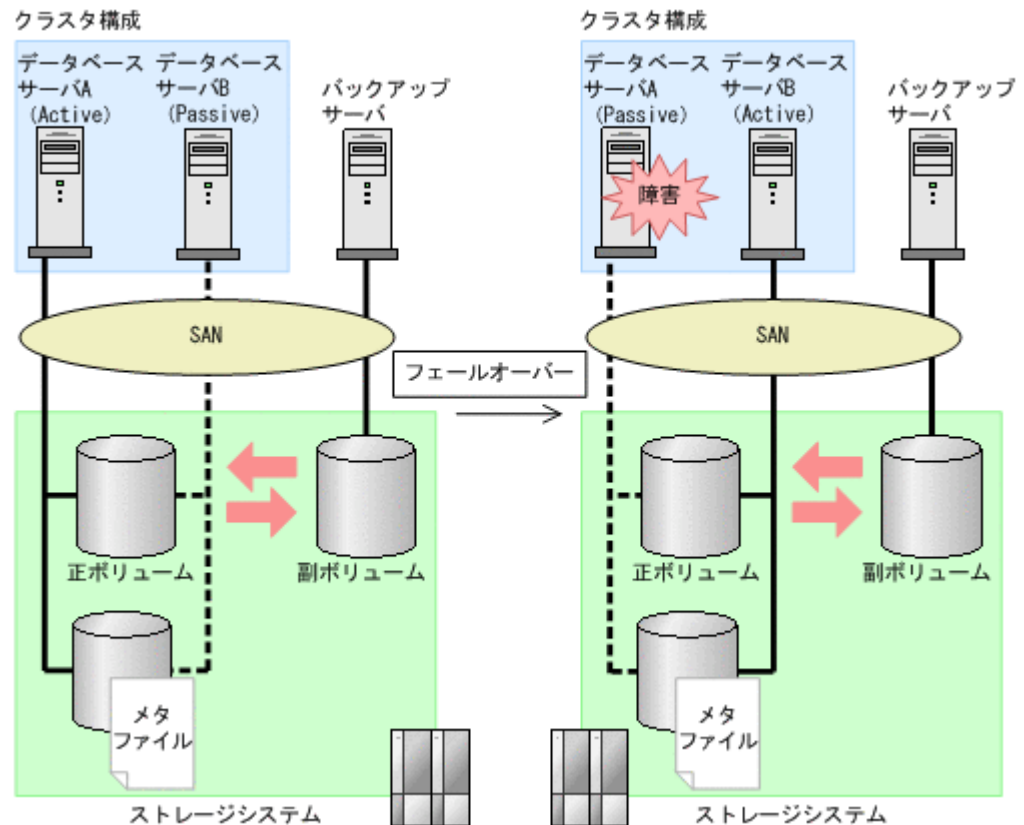 クラスタ構成
データベース
サーバA
(Active)
データベース
サーバB
(Passive)
バックアップ
サーバ
SAN
正ボリューム
副ボリューム
メタ
ファイル
ストレージシステム
フェールオーバー
クラスタ構成
データベース
サーバA
(Passive)
データベース
サーバB
(Active)
バックアップ
サーバ
障害
SAN
正ボリューム
副ボリューム
メタ
ファイル
ストレージシステム